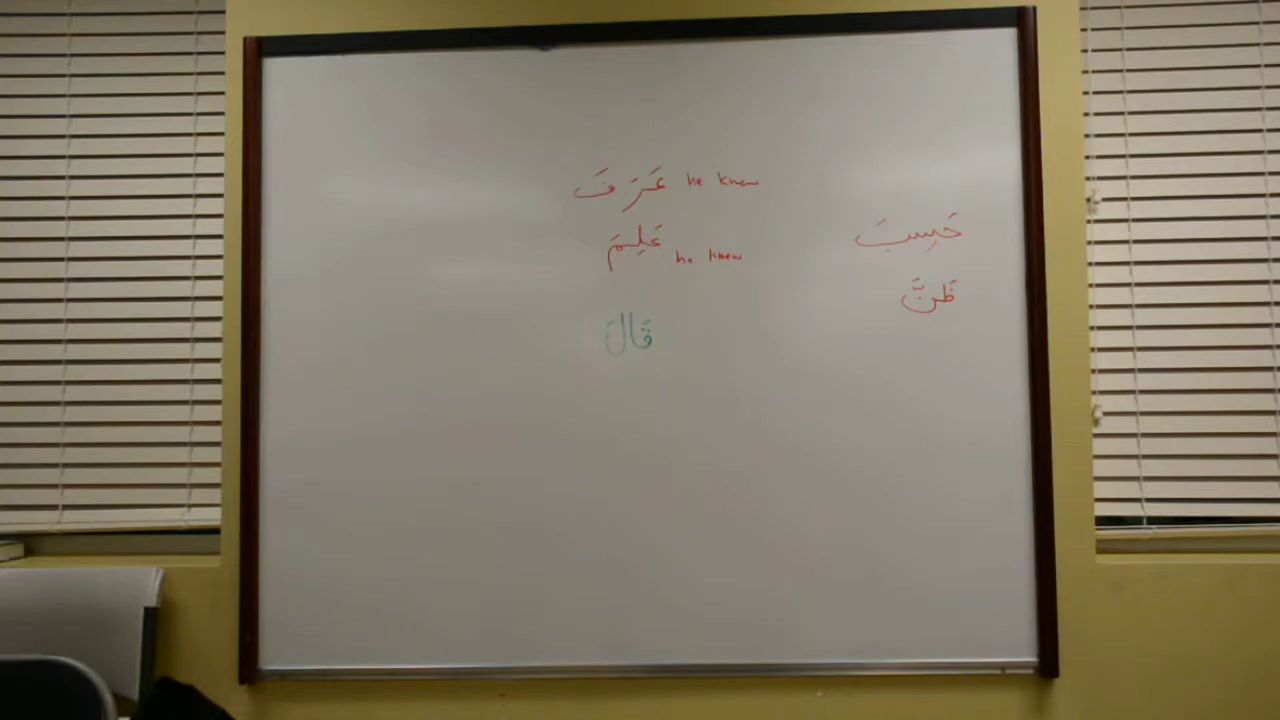 عَرَفَ he knew
عَلِمَ he knew
قَالَ
حَسِبَ
ظَنَّ